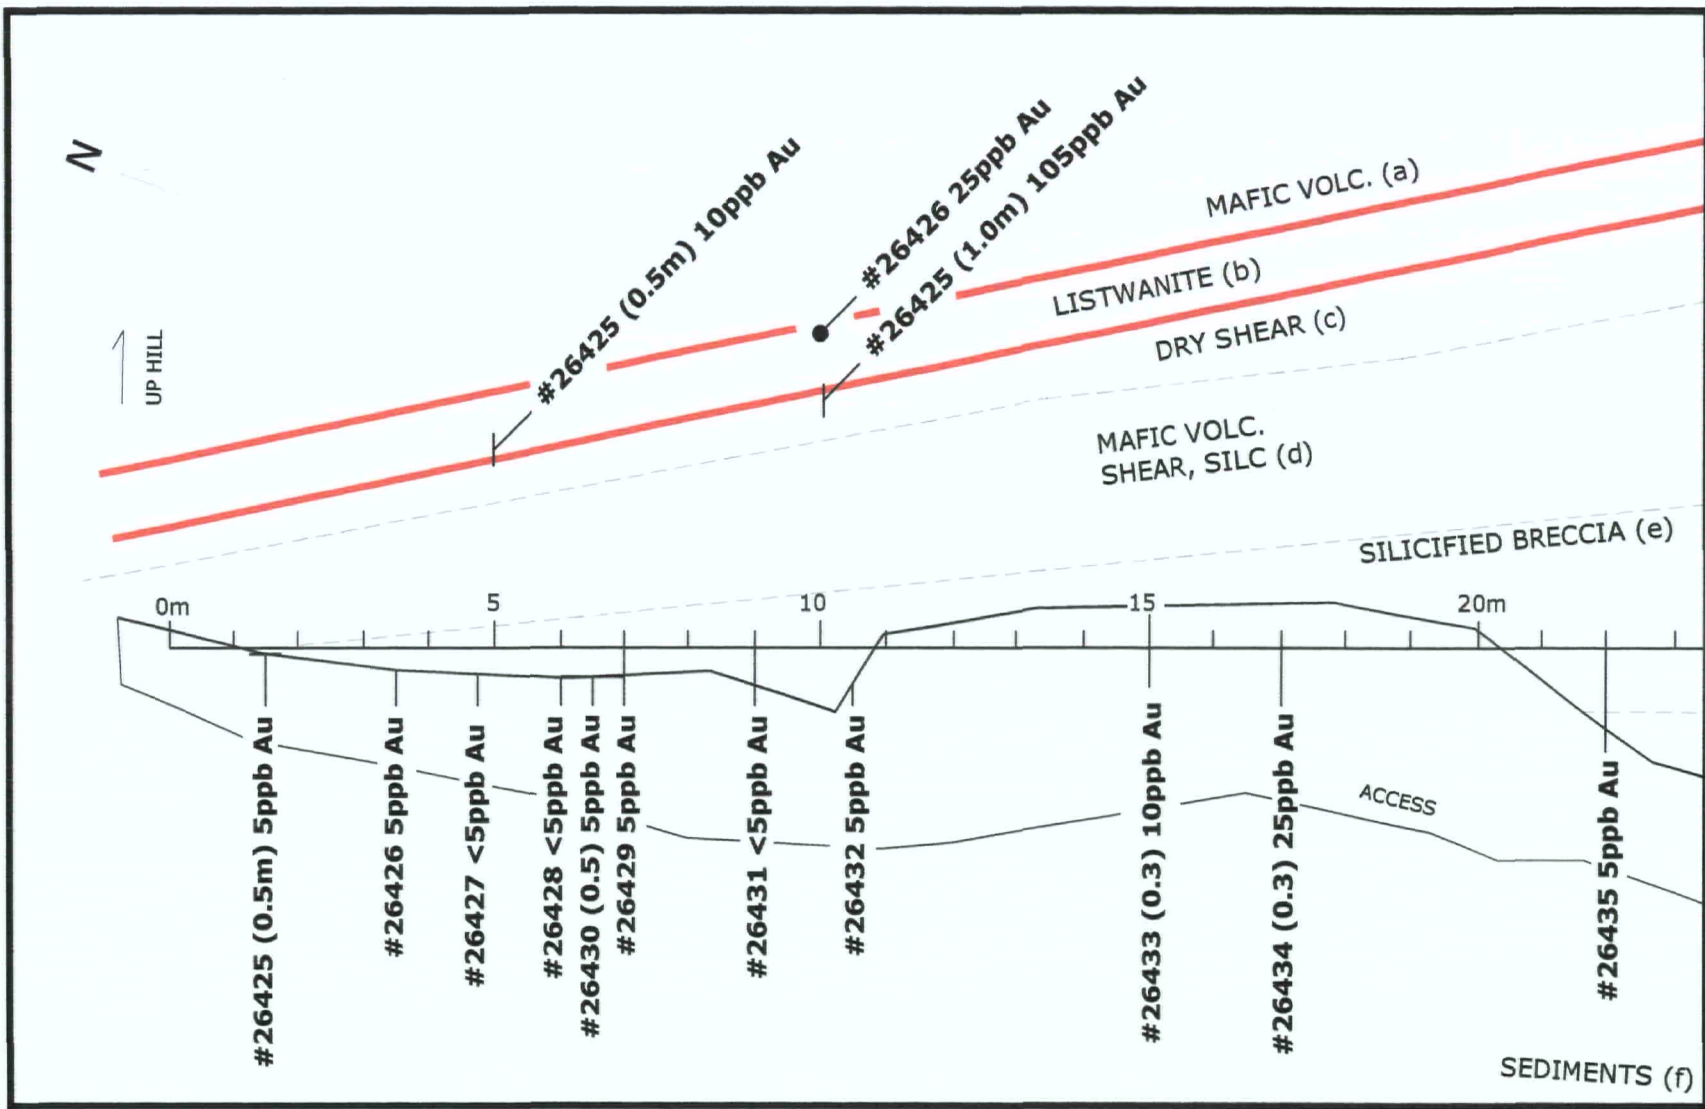 N
UP HILL
#26425 (0.5m) 10ppb Au
#26426 25ppb Au
#26425 (1.0m) 105ppb Au
MAFIC VOLC. (a)
LISTWANITE (b)
DRY SHEAR (c)
MAFIC VOLC.
SHEAR, SILC (d)
SILICIFIED BRECCIA (e)
0m
5
10
15
20m
#26425 (0.5m) 5ppb Au
#26426 5ppb Au
#26427 <5ppb Au
#26428 <5ppb Au
#26430 (0.5) 5ppb Au
#26429 5ppb Au
#26431 <5ppb Au
#26432 5ppb Au
#26433 (0.3) 10ppb Au
#26434 (0.3) 25ppb Au
#26435 5ppb Au
ACCESS
SEDIMENTS (f)